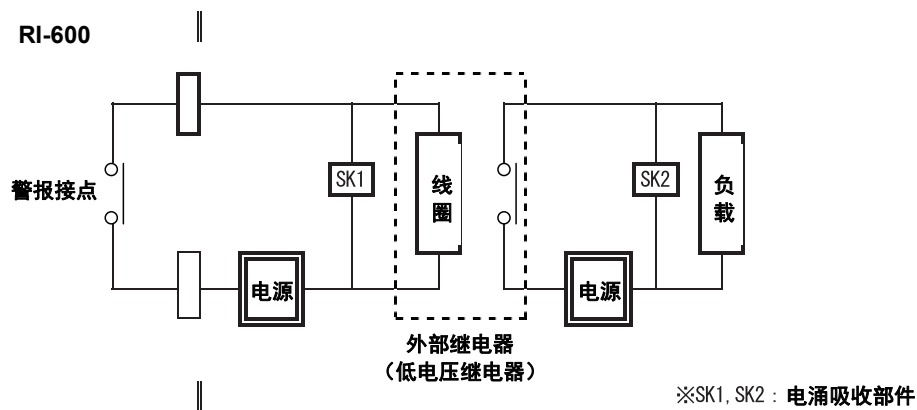 RI-600
警报接点
SK1
线圈
SK2
负载
电源
电源
外部继电器
(低电压继电器)
※SK1, SK2 : 电涌吸收部件